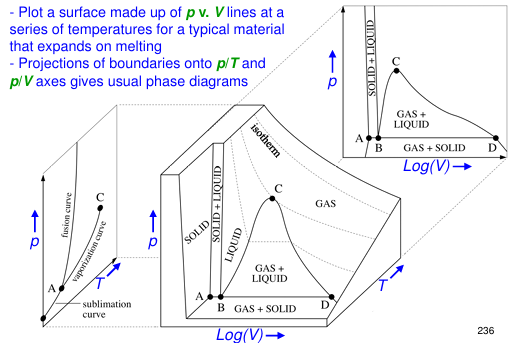 - Plot a surface made up of p v. V lines at a
series of temperatures for a typical material
that expands on melting
- Projections of boundaries onto p/T and
p/V axes gives usual phase diagrams
SOLID + LIQUID
p
C
GAS +
LIQUID
A
B
GAS + SOLID
D
Log(V)
isotherm
fusion curve
C
p
vaporization curve
A
T
sublimation
curve
p
SOLID
SOLID + LIQUID
LIQUID
C
GAS
GAS +
LIQUID
A
B
D
GAS + SOLID
T
Log(V)
236